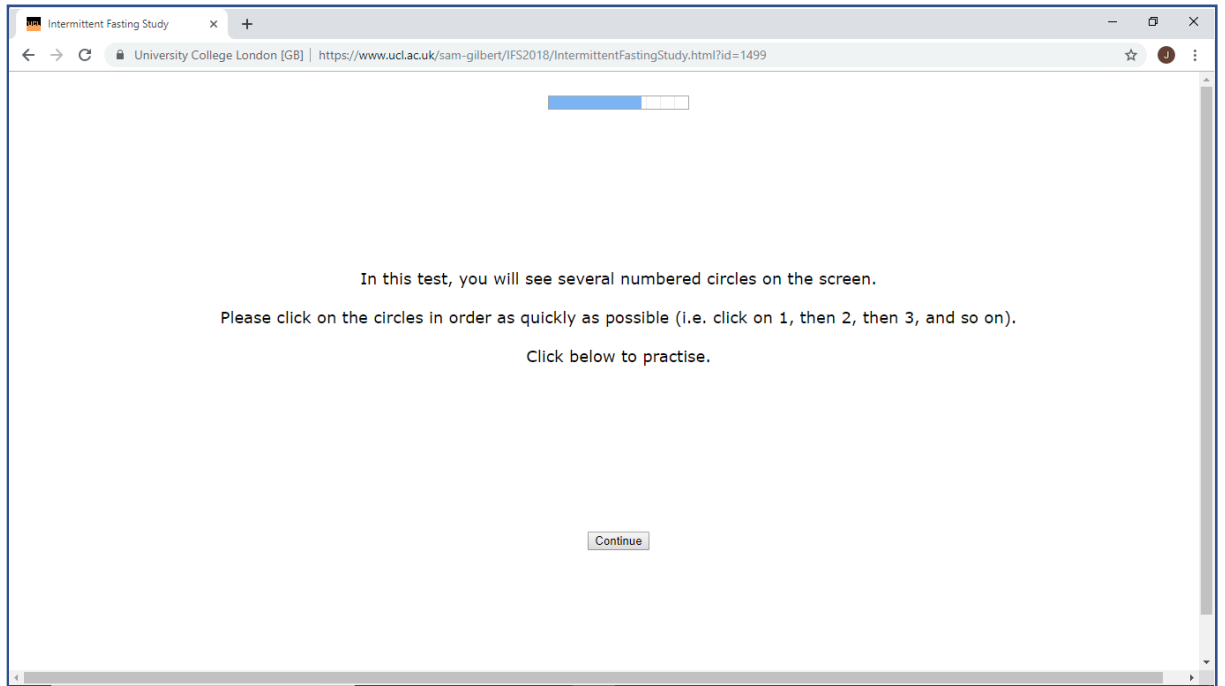 UCL Intermittent Fasting Study
University College London [GB] | https://www.ucl.ac.uk/sam-gilbert/IFS2018/IntermittentFastingStudy.html?id=1499
J
In this test, you will see several numbered circles on the screen.
Please click on the circles in order as quickly as possible (i.e. click on 1, then 2, then 3, and so on).
Click below to practise.
Continue